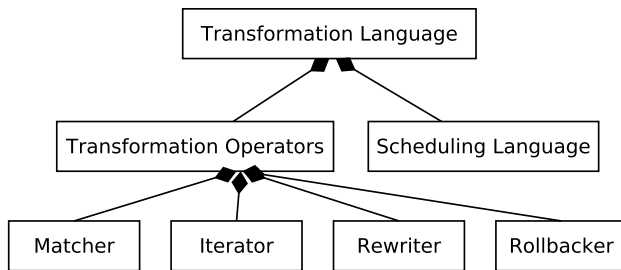 Transformation Language
Transformation Operators
Scheduling Language
Matcher
Iterator
Rewriter
Rollbacker